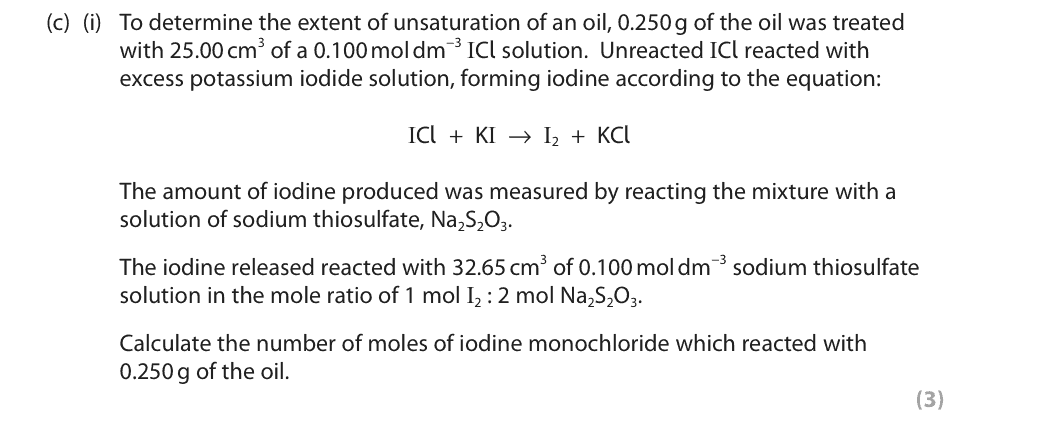 (c) (i) To determine the extent of unsaturation of an oil, 0.250 g of the oil was treated
with 25.00 cm³ of a 0.100 mol dm⁻³ ICl solution. Unreacted ICl reacted with
excess potassium iodide solution, forming iodine according to the equation:
ICl + KI → I₂ + KCl
The amount of iodine produced was measured by reacting the mixture with a
solution of sodium thiosulfate, Na₂S₂O₃.
The iodine released reacted with 32.65 cm³ of 0.100 mol dm⁻³ sodium thiosulfate
solution in the mole ratio of 1 mol I₂ : 2 mol Na₂S₂O₃.
Calculate the number of moles of iodine monochloride which reacted with
0.250 g of the oil.
(3)